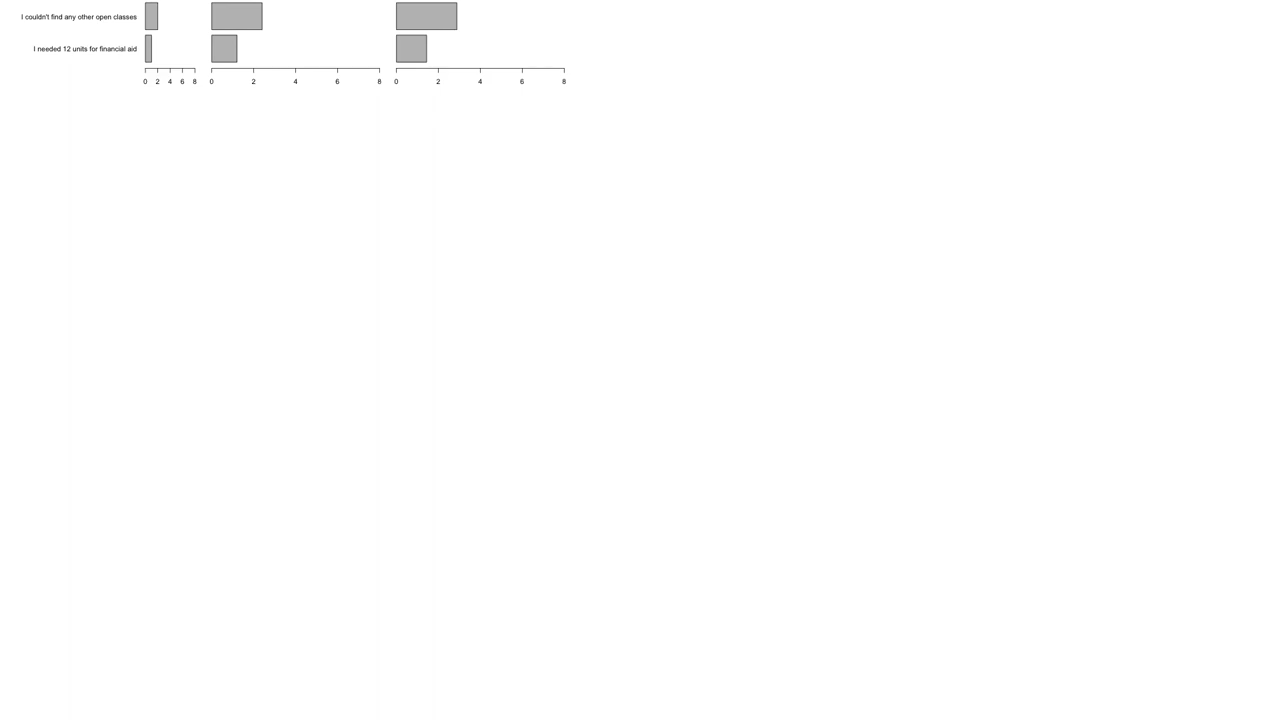 I couldn't find any other open classes
I needed 12 units for financial aid
0 2 4 6 8 0 2 4 6 8 0 2 4 6 8